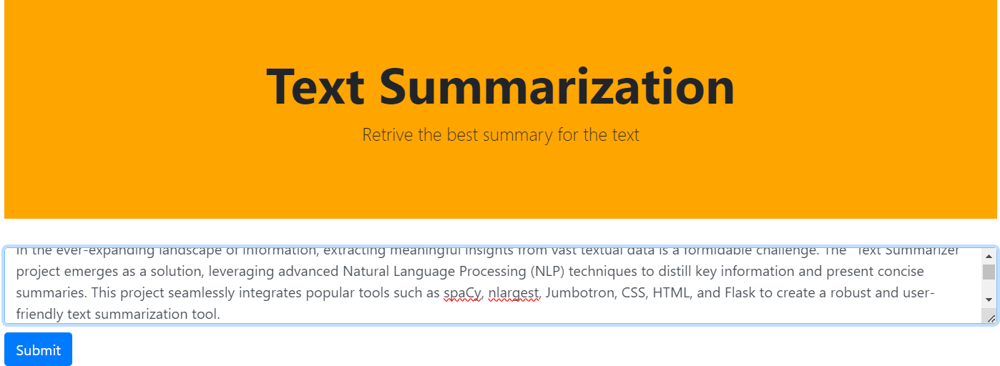 Text Summarization
Retrive the best summary for the text
In the ever-expanding landscape of information, extracting meaningful insights from vast textual data is a formidable challenge. The "Text Summarizer"
project emerges as a solution, leveraging advanced Natural Language Processing (NLP) techniques to distill key information and present concise
summaries. This project seamlessly integrates popular tools such as spaCy, nlargest, Jumbotron, CSS, HTML, and Flask to create a robust and user-
friendly text summarization tool.
Submit